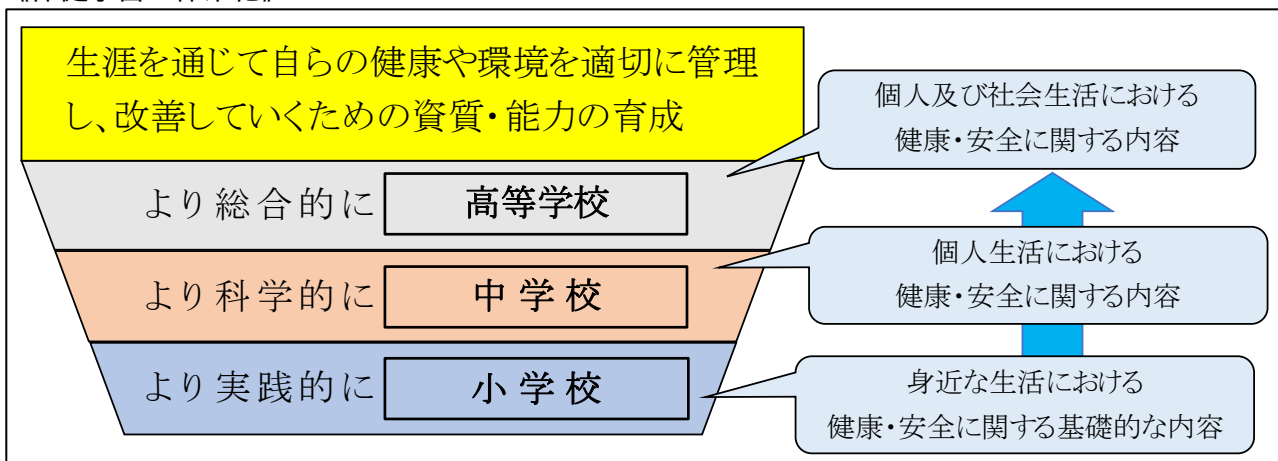 生涯を通じて自らの健康や環境を適切に管理
し、改善していくための資質・能力の育成
個人及び社会生活における
健康・安全に関する内容
より総合的に 高等学校
個人生活における
健康・安全に関する内容
より科学的に 中学校
身近な生活における
健康・安全に関する基礎的な内容
より実践的に 小学校